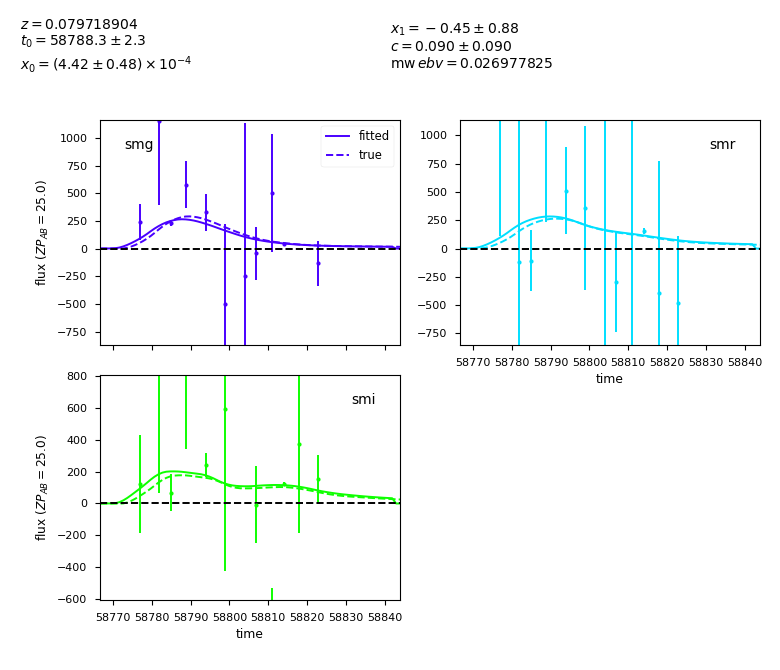 z = 0.079718904
t₀ = 58788.3 ± 2.3
x₀ = (4.42 ± 0.48) × 10⁻⁴
x₁ = −0.45 ± 0.88
c = 0.090 ± 0.090
mw ebv = 0.026977825
smg
fitted
true
1000
750
500
250
0
−250
−500
−750
flux (ZP_AB = 25.0)
smr
1000
750
500
250
0
−250
−500
−750
58770 58780 58790 58800 58810 58820 58830 58840
time
smi
800
600
400
200
0
−200
−400
−600
flux (ZP_AB = 25.0)
58770 58780 58790 58800 58810 58820 58830 58840
time